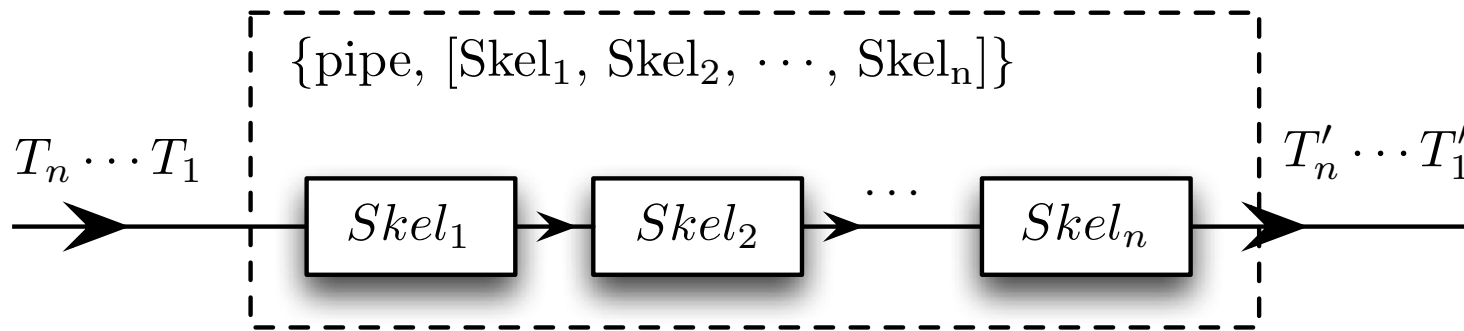 {pipe, [Skel₁, Skel₂, ⋯, Skelₙ]}
Tₙ ⋯ T₁
T′ₙ ⋯ T′₁
Skel₁
Skel₂
⋯
Skelₙ